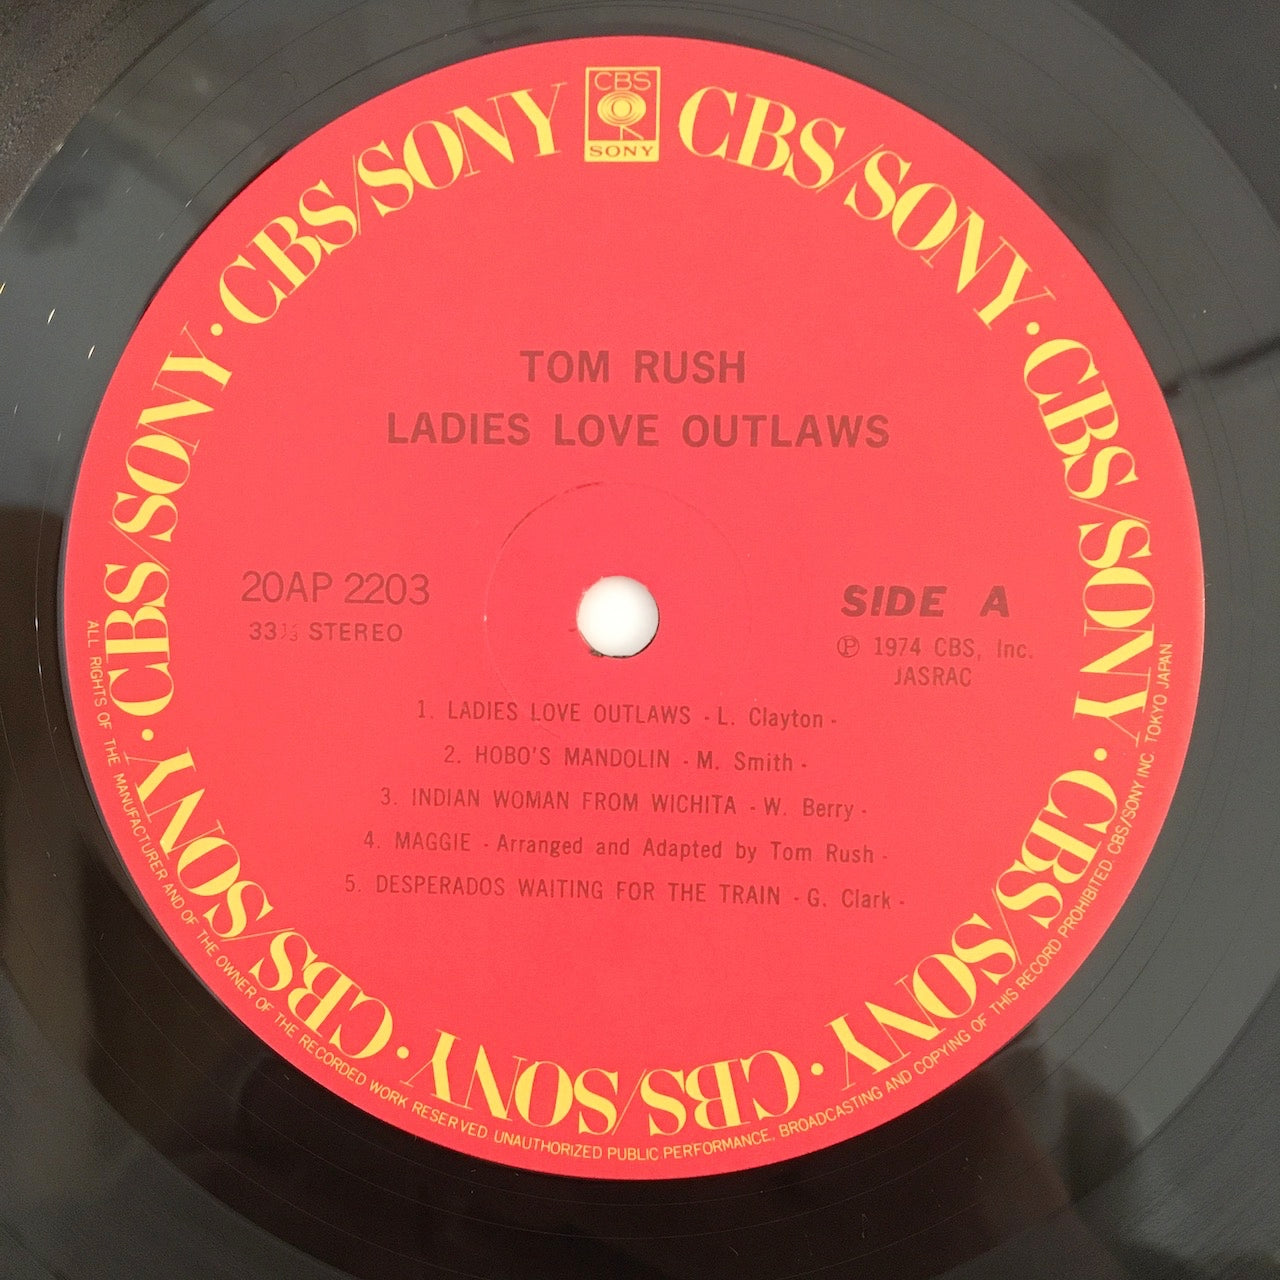 CBS
SONY
CBS/SONY · CBS/SONY · CBS/SONY · CBS/SONY · CBS/SONY · CBS/SONY · CBS/SONY · CBS/SONY
TOM RUSH
LADIES LOVE OUTLAWS
20AP 2203
33⅓ STEREO
SIDE A
Ⓟ 1974 CBS, Inc.
JASRAC
1. LADIES LOVE OUTLAWS - L. Clayton -
2. HOBO'S MANDOLIN - M. Smith -
3. INDIAN WOMAN FROM WICHITA - W. Berry -
4. MAGGIE - Arranged and Adapted by Tom Rush -
5. DESPERADOS WAITING FOR THE TRAIN - G. Clark -
ALL RIGHTS OF THE MANUFACTURER AND OF THE OWNER OF THE RECORDED WORK RESERVED. UNAUTHORIZED PUBLIC PERFORMANCE, BROADCASTING AND COPYING OF THIS RECORD PROHIBITED. CBS/SONY INC. TOKYO JAPAN